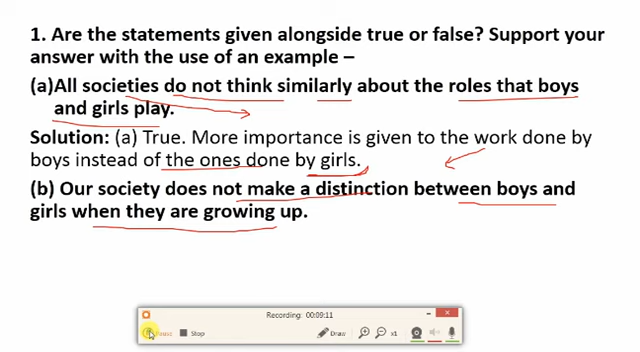 1. Are the statements given alongside true or false? Support your
answer with the use of an example –
(a)All societies do not think similarly about the roles that boys
and girls play.
Solution: (a) True. More importance is given to the work done by
boys instead of the ones done by girls.
(b) Our society does not make a distinction between boys and
girls when they are growing up.
Recording: 00:09:11
Pause Stop Draw x1